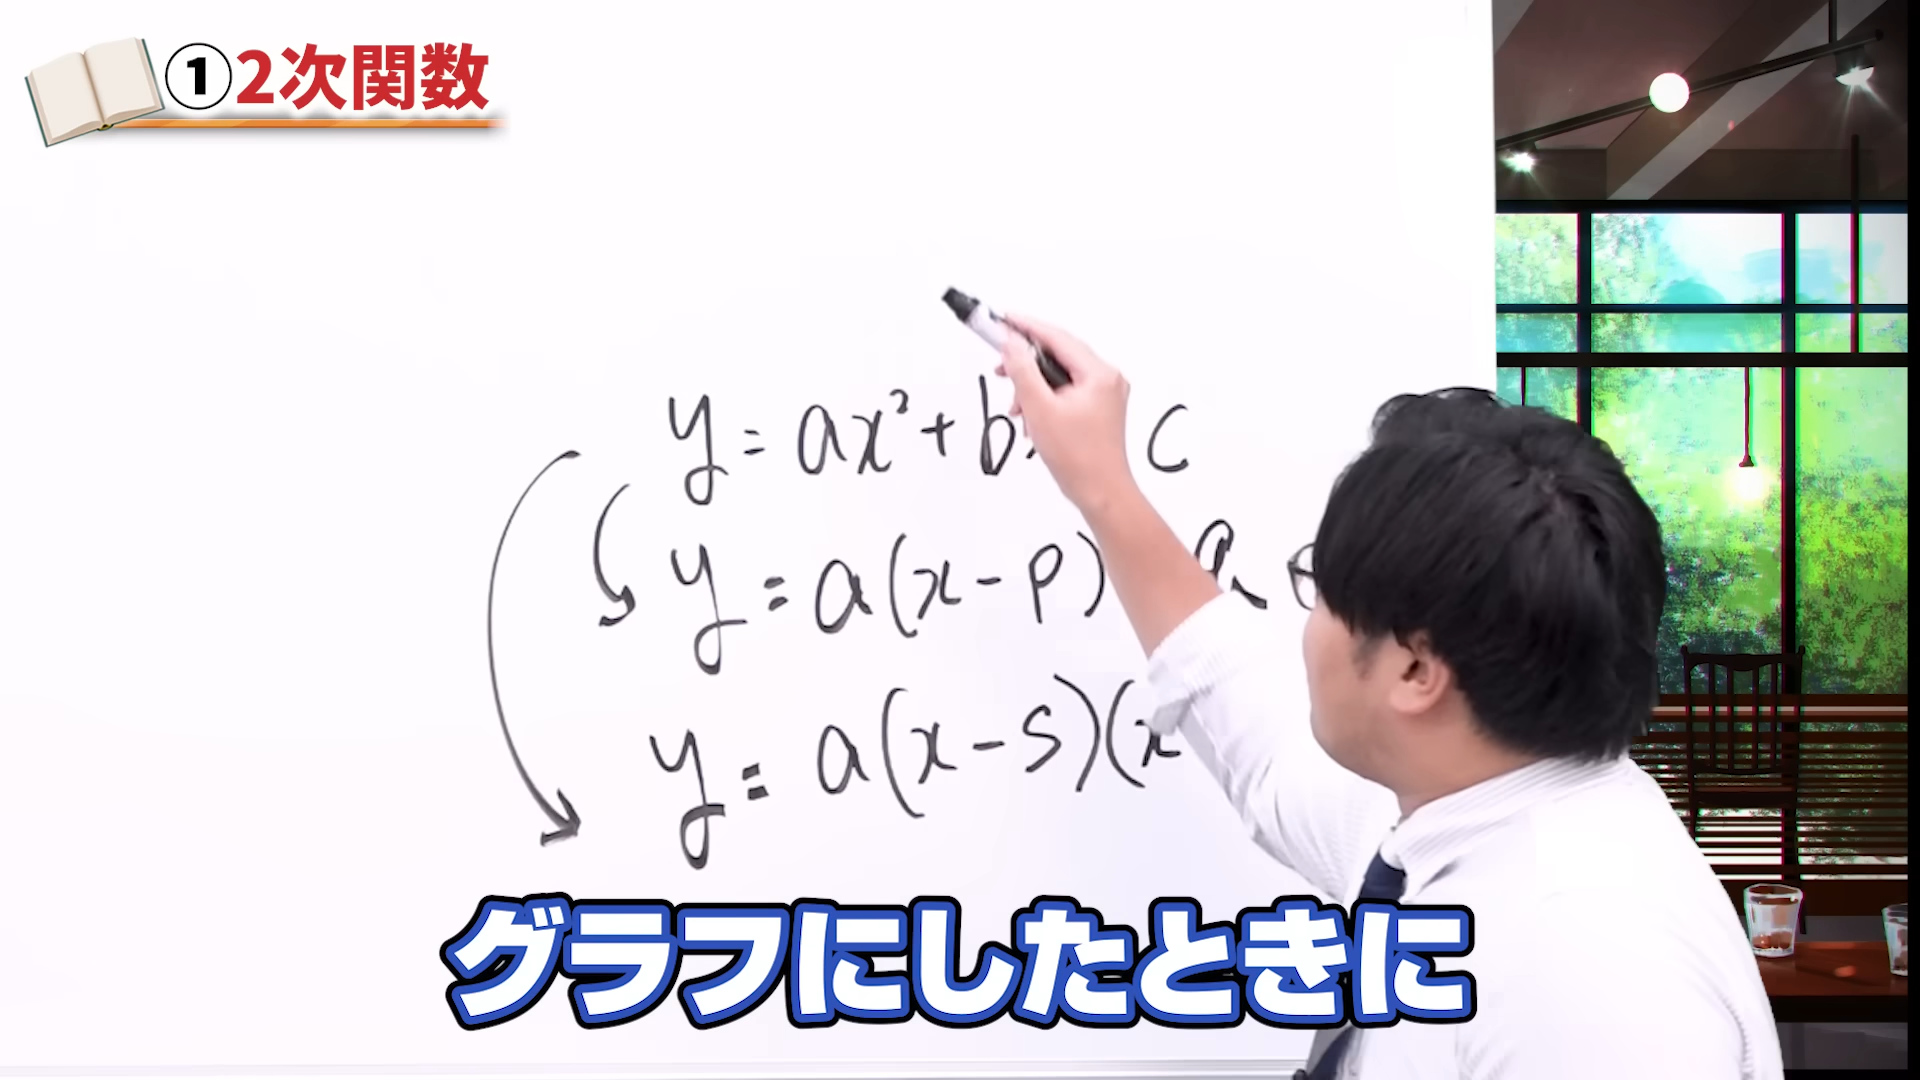 ①2次関数
y = ax² + b c
y = a(x - p)
y = a(x - s)(x
グラフにしたときに